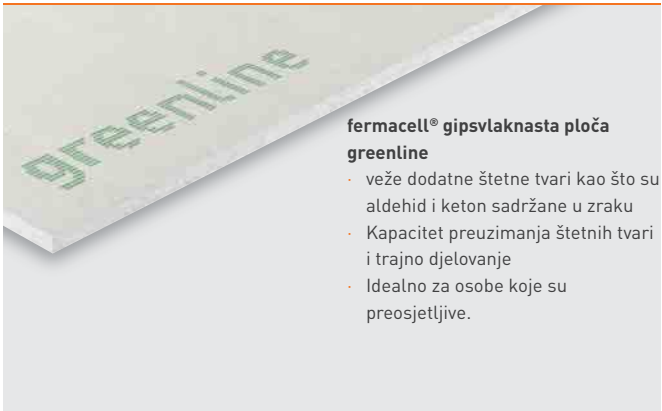 greenline
fermacell® gipsvlaknasta ploča
greenline
· veže dodatne štetne tvari kao što su
aldehid i keton sadržane u zraku
· Kapacitet preuzimanja štetnih tvari
i trajno djelovanje
· Idealno za osobe koje su
preosjetljive.